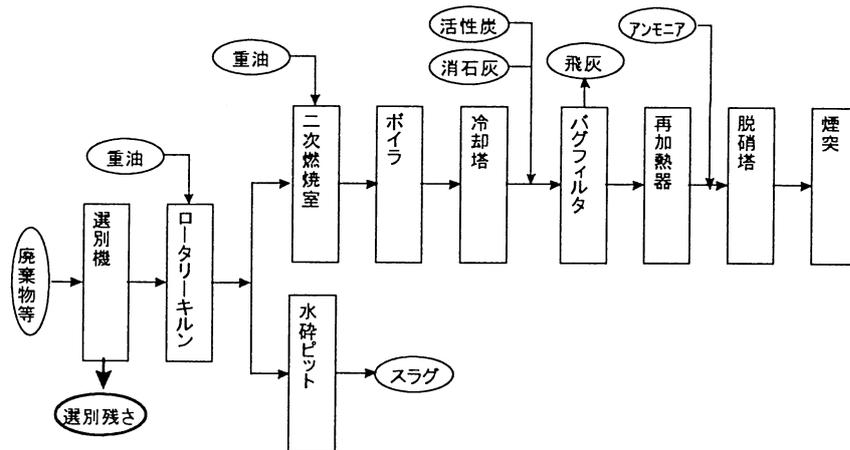 活性炭
アンモニア
重油
消石灰
飛灰
二次燃焼室
ボイラ
冷却塔
バグフィルタ
再加熱器
脱硝塔
煙突
重油
選別機
ロータリーキルン
廃棄物等
水砕ピット
スラグ
選別残さ